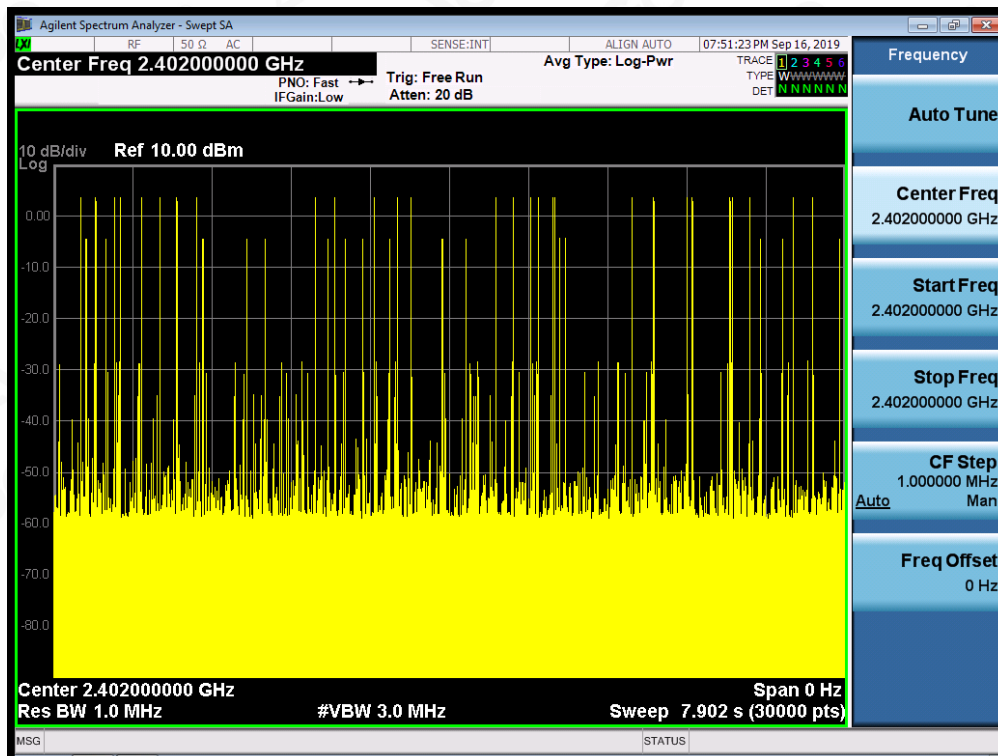 Agilent Spectrum Analyzer - Swept SA
LXI RF 50 Ω AC SENSE:INT ALIGN AUTO 07:51:23 PM Sep 16, 2019
Center Freq 2.402000000 GHz
PNO: Fast
IFGain:Low
Trig: Free Run
Atten: 20 dB
Avg Type: Log-Pwr
TRACE 1 2 3 4 5 6
TYPE W W W W W W
DET N N N N N N
10 dB/div Ref 10.00 dBm
Log
0.00
-10.0
-20.0
-30.0
-40.0
-50.0
-60.0
-70.0
-80.0
Center 2.402000000 GHz Span 0 Hz
Res BW 1.0 MHz #VBW 3.0 MHz Sweep 7.902 s (30000 pts)
MSG STATUS
Frequency
Auto Tune
Center Freq
2.402000000 GHz
Start Freq
2.402000000 GHz
Stop Freq
2.402000000 GHz
CF Step
1.000000 MHz
Auto Man
Freq Offset
0 Hz